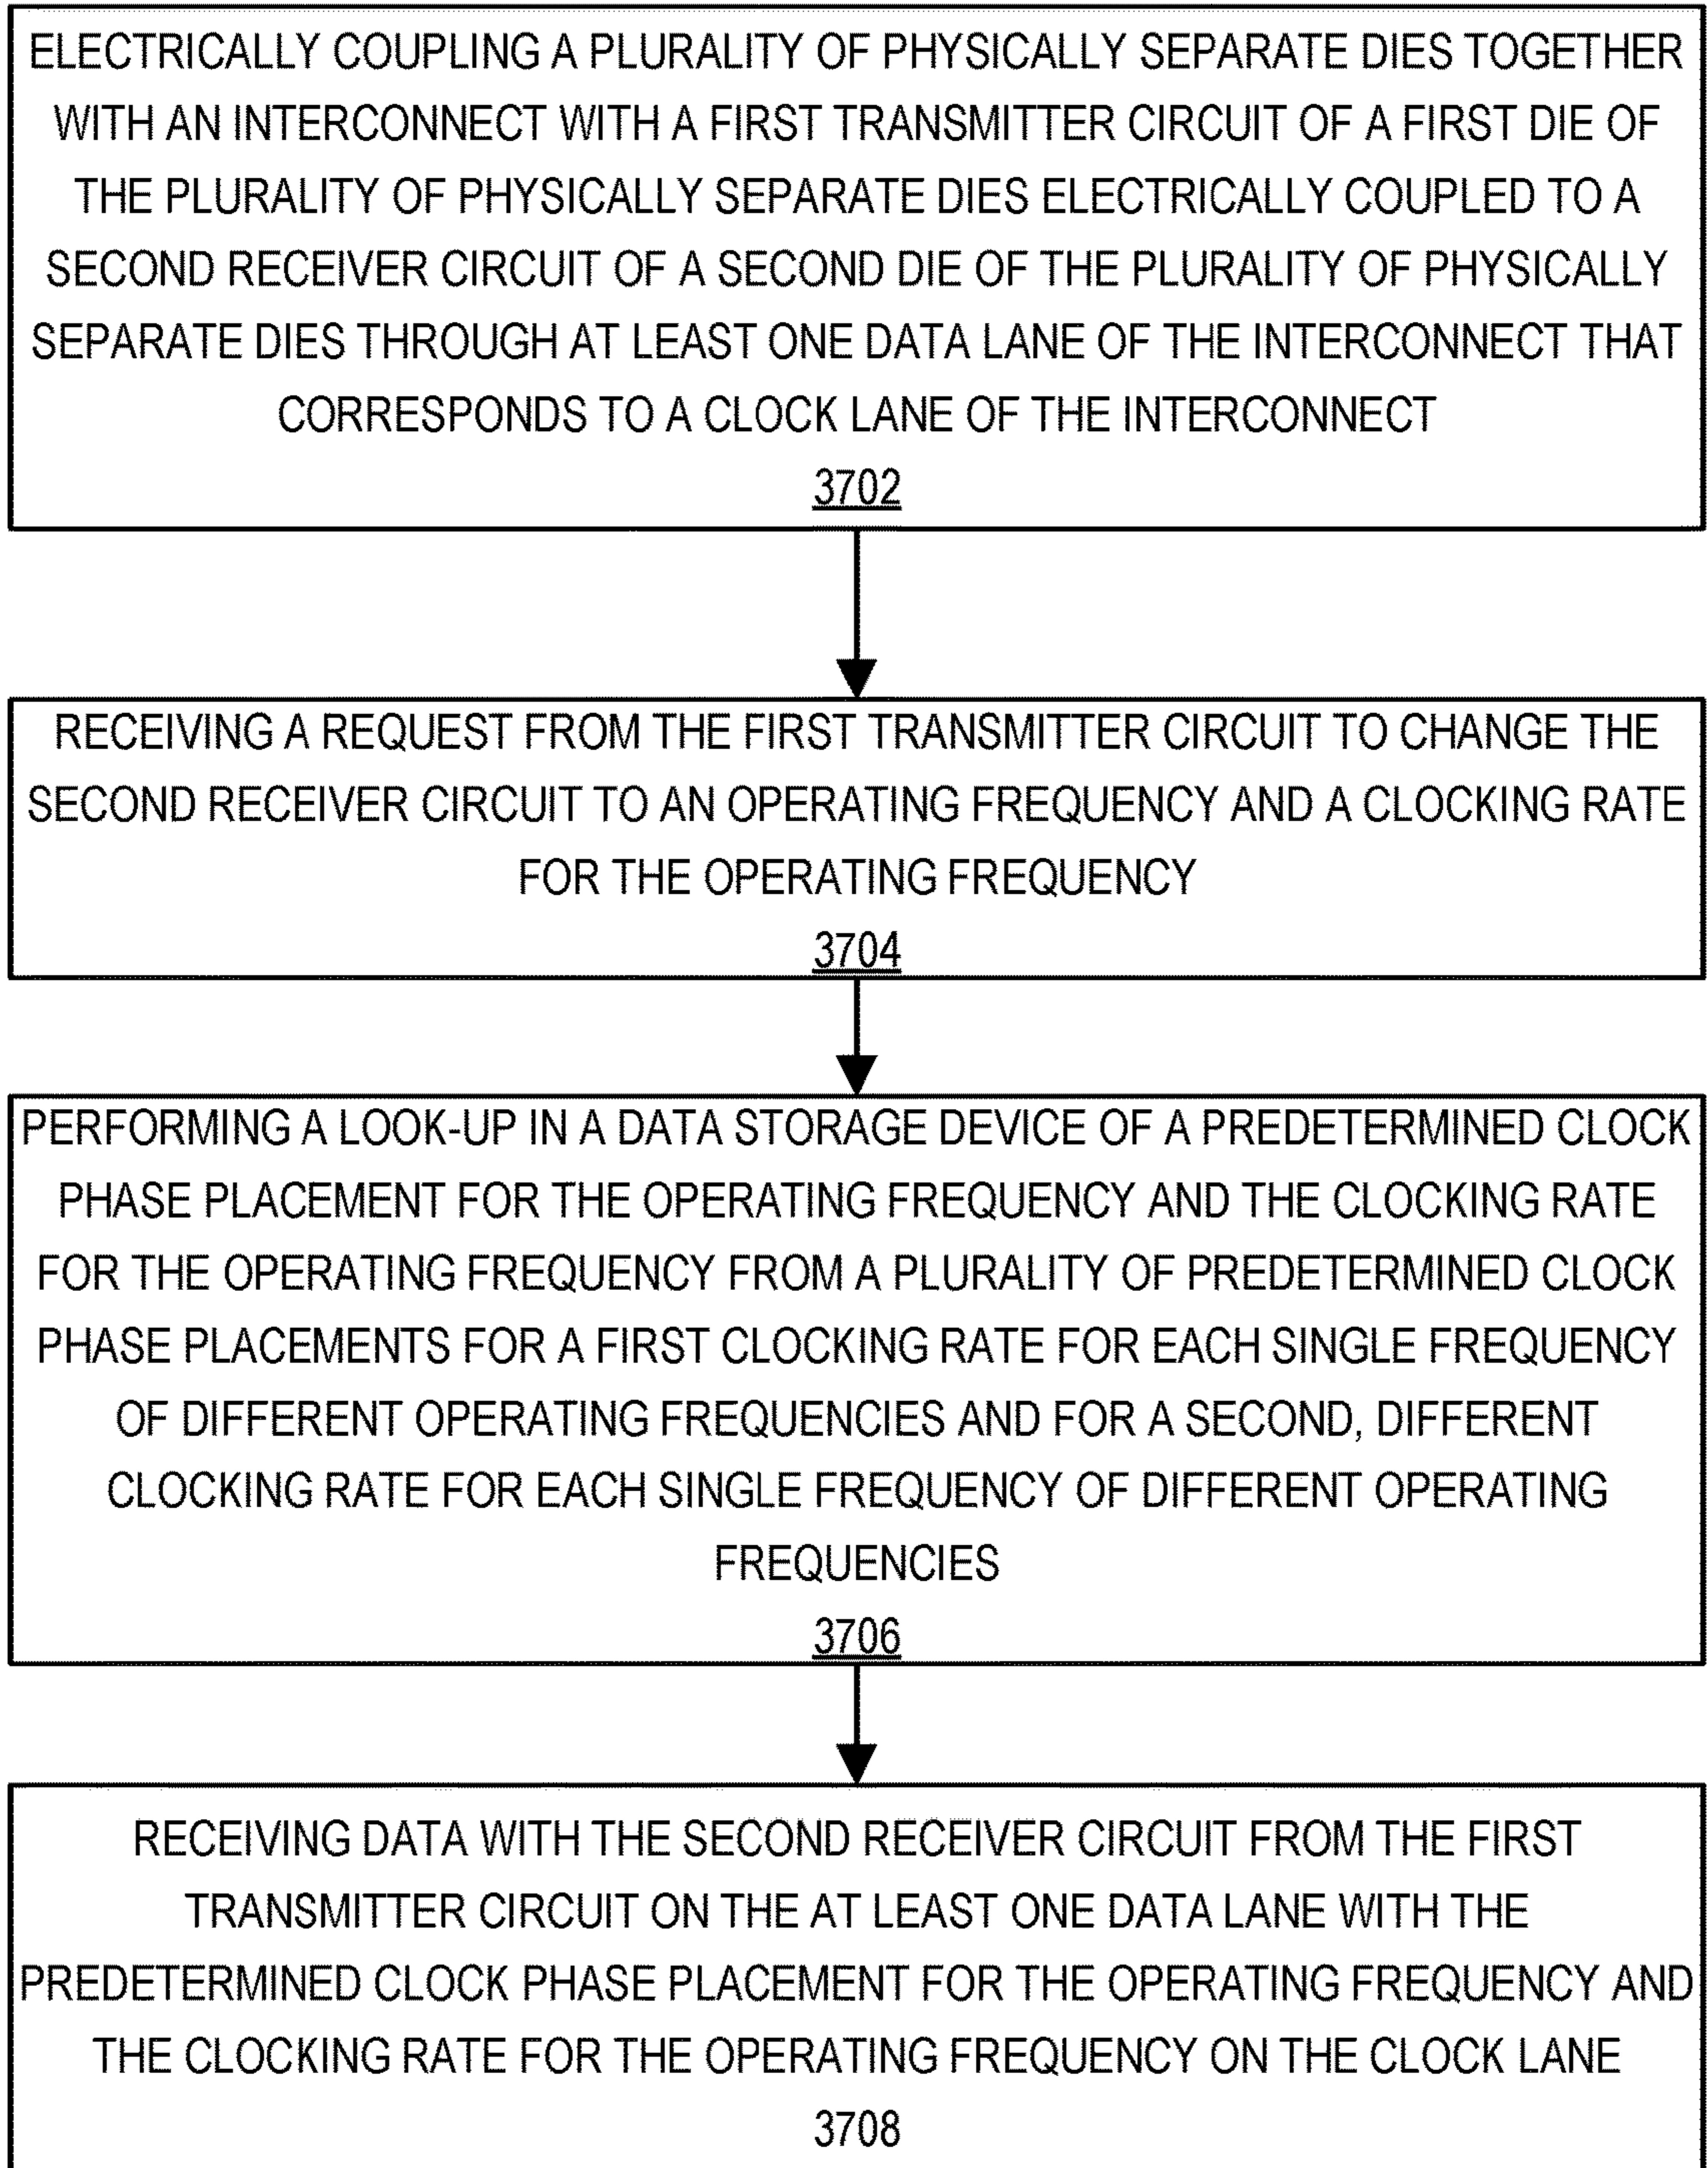 ELECTRICALLY COUPLING A PLURALITY OF PHYSICALLY SEPARATE DIES TOGETHER
WITH AN INTERCONNECT WITH A FIRST TRANSMITTER CIRCUIT OF A FIRST DIE OF
THE PLURALITY OF PHYSICALLY SEPARATE DIES ELECTRICALLY COUPLED TO A
SECOND RECEIVER CIRCUIT OF A SECOND DIE OF THE PLURALITY OF PHYSICALLY
SEPARATE DIES THROUGH AT LEAST ONE DATA LANE OF THE INTERCONNECT THAT
CORRESPONDS TO A CLOCK LANE OF THE INTERCONNECT
3702
RECEIVING A REQUEST FROM THE FIRST TRANSMITTER CIRCUIT TO CHANGE THE
SECOND RECEIVER CIRCUIT TO AN OPERATING FREQUENCY AND A CLOCKING RATE
FOR THE OPERATING FREQUENCY
3704
PERFORMING A LOOK-UP IN A DATA STORAGE DEVICE OF A PREDETERMINED CLOCK
PHASE PLACEMENT FOR THE OPERATING FREQUENCY AND THE CLOCKING RATE
FOR THE OPERATING FREQUENCY FROM A PLURALITY OF PREDETERMINED CLOCK
PHASE PLACEMENTS FOR A FIRST CLOCKING RATE FOR EACH SINGLE FREQUENCY
OF DIFFERENT OPERATING FREQUENCIES AND FOR A SECOND, DIFFERENT
CLOCKING RATE FOR EACH SINGLE FREQUENCY OF DIFFERENT OPERATING
FREQUENCIES
3706
RECEIVING DATA WITH THE SECOND RECEIVER CIRCUIT FROM THE FIRST
TRANSMITTER CIRCUIT ON THE AT LEAST ONE DATA LANE WITH THE
PREDETERMINED CLOCK PHASE PLACEMENT FOR THE OPERATING FREQUENCY AND
THE CLOCKING RATE FOR THE OPERATING FREQUENCY ON THE CLOCK LANE
3708